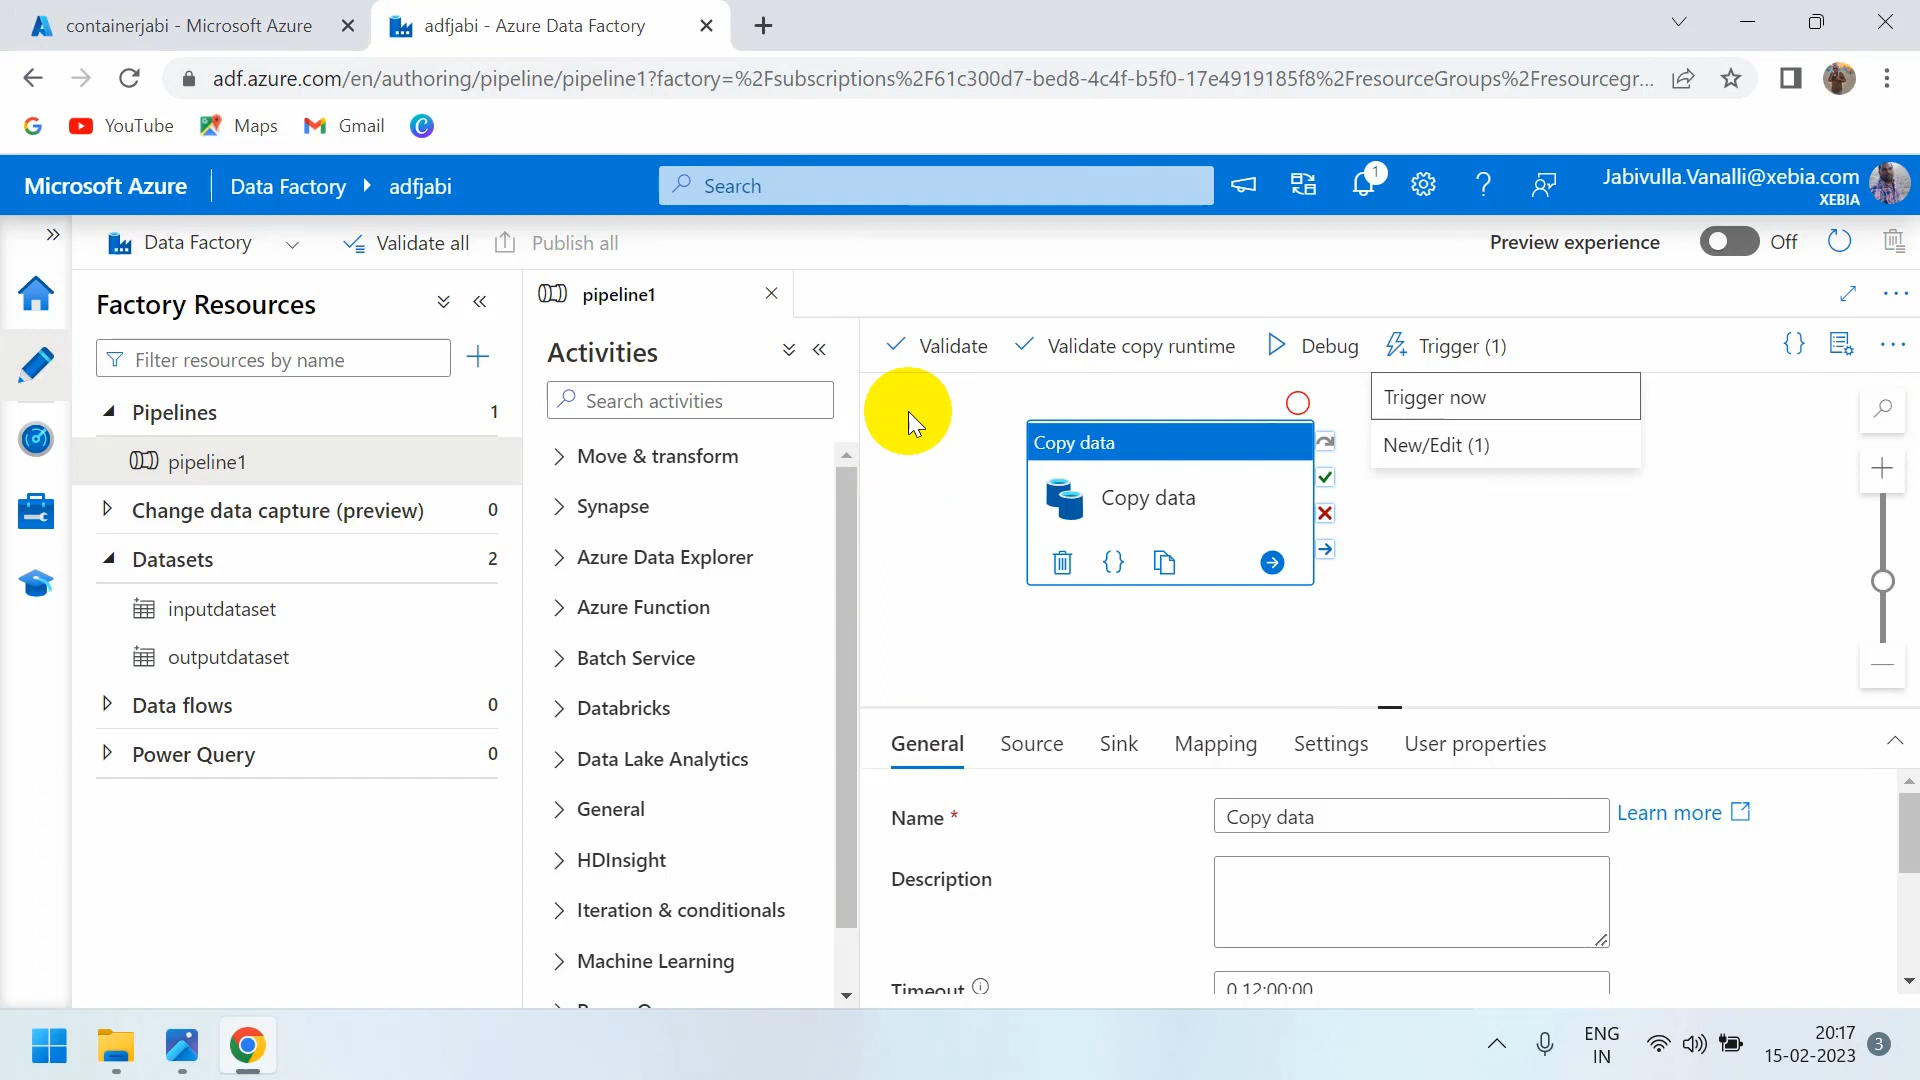 containerjabi - Microsoft Azure
adfjabi - Azure Data Factory
adf.azure.com/en/authoring/pipeline/pipeline1?factory=%2Fsubscriptions%2F61c300d7-bed8-4c4f-b5f0-17e4919185f8%2FresourceGroups%2Fresourcegr...
YouTube
Maps
Gmail
Microsoft Azure
Data Factory
adfjabi
Search
1
Jabivulla.Vanalli@xebia.com
XEBIA
Data Factory
Validate all
Publish all
Preview experience
Off
Factory Resources
Filter resources by name
Pipelines 1
pipeline1
Change data capture (preview) 0
Datasets 2
inputdataset
outputdataset
Data flows 0
Power Query 0
pipeline1
Activities
Search activities
Move & transform
Synapse
Azure Data Explorer
Azure Function
Batch Service
Databricks
Data Lake Analytics
General
HDInsight
Iteration & conditionals
Machine Learning
Validate
Validate copy runtime
Debug
Trigger (1)
Trigger now
New/Edit (1)
Copy data
Copy data
General
Source
Sink
Mapping
Settings
User properties
Name *
Copy data
Learn more
Description
Timeout
0.12:00:00
ENG
IN
20:17
15-02-2023
3